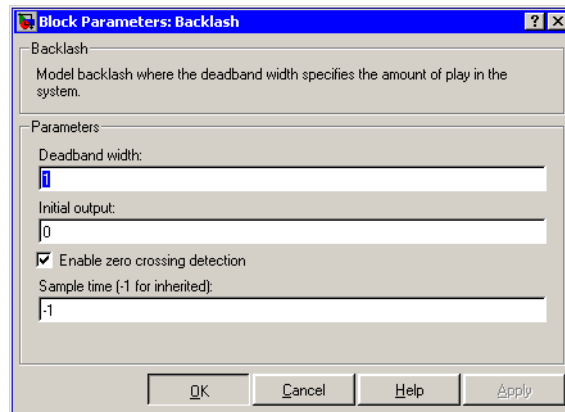 Block Parameters: Backlash
Backlash
Model backlash where the deadband width specifies the amount of play in the
system.
Parameters
Deadband width:
1
Initial output:
0
Enable zero crossing detection
Sample time (-1 for inherited):
-1
OK
Cancel
Help
Apply